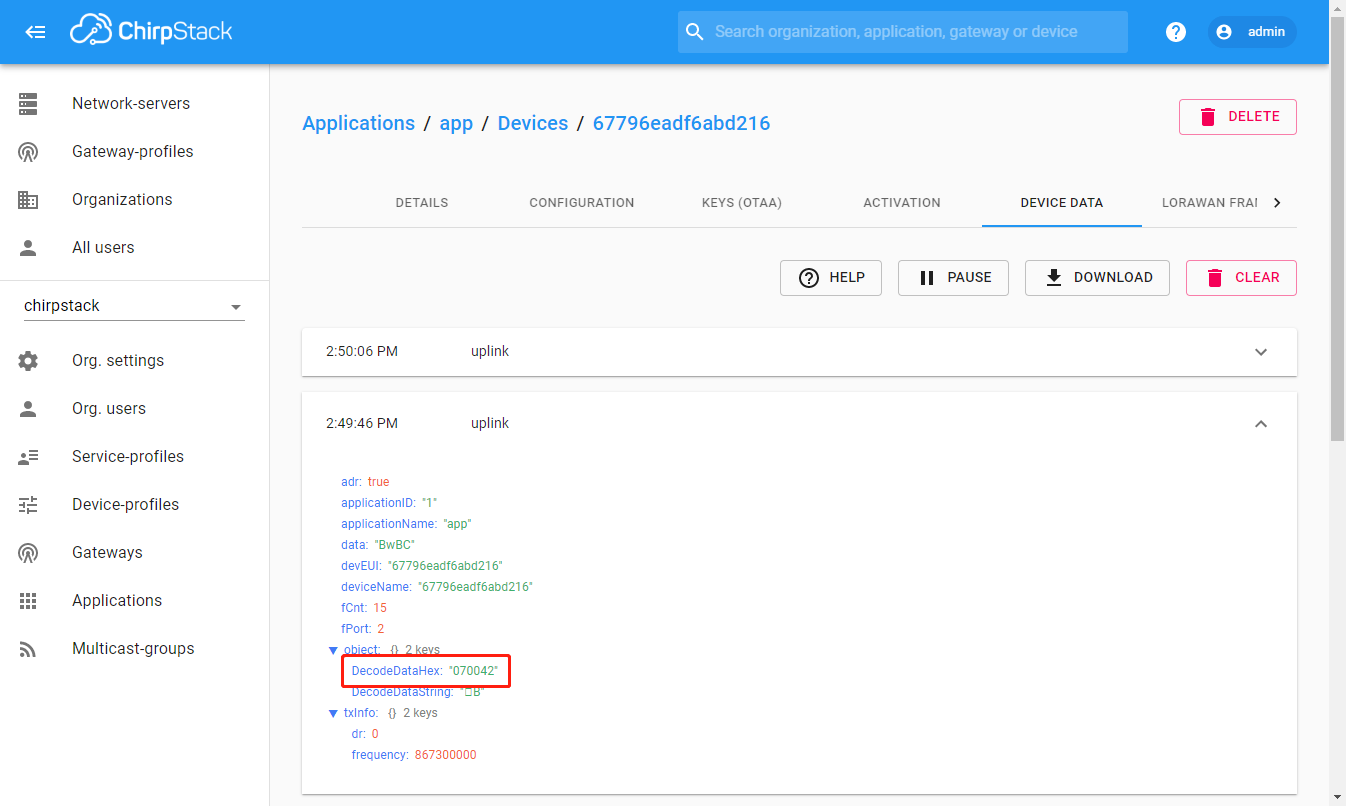 ChirpStack
Search organization, application, gateway or device
? admin
Network-servers
Gateway-profiles
Organizations
All users
chirpstack
Org. settings
Org. users
Service-profiles
Device-profiles
Gateways
Applications
Multicast-groups
Applications / app / Devices / 67796eadf6abd216
DELETE
DETAILS CONFIGURATION KEYS (OTAA) ACTIVATION DEVICE DATA LORAWAN FRAI
HELP PAUSE DOWNLOAD CLEAR
2:50:06 PM uplink
2:49:46 PM uplink
adr: true
applicationID: "1"
applicationName: "app"
data: "BwBC"
devEUI: "67796eadf6abd216"
deviceName: "67796eadf6abd216"
fCnt: 15
fPort: 2
object: {} 2 keys
DecodeDataHex: "070042"
DecodeDataString: "□B"
txInfo: {} 2 keys
dr: 0
frequency: 867300000